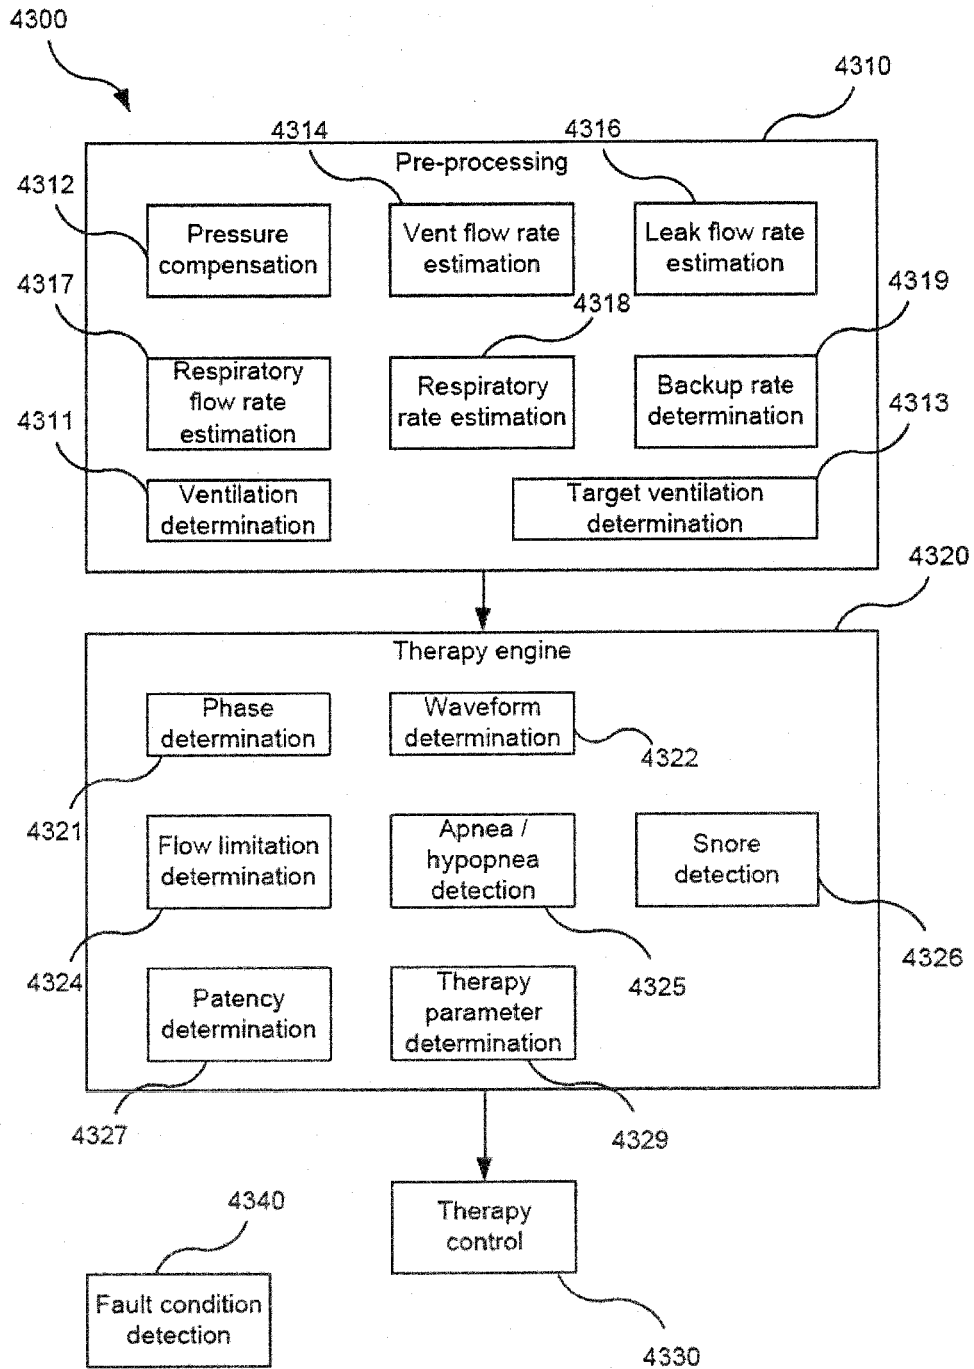 4300
4310
4314
4316
Pre-processing
4312
Pressure
compensation
Vent flow rate
estimation
Leak flow rate
estimation
4317
4318
4319
Respiratory
flow rate
estimation
Respiratory
rate estimation
Backup rate
determination
4311
4313
Ventilation
determination
Target ventilation
determination
4320
Therapy engine
Phase
determination
Waveform
determination
4322
4321
Flow limitation
determination
Apnea /
hypopnea
detection
Snore
detection
4324
4325
4326
Patency
determination
Therapy
parameter
determination
4327
4329
4340
Therapy
control
Fault condition
detection
4330